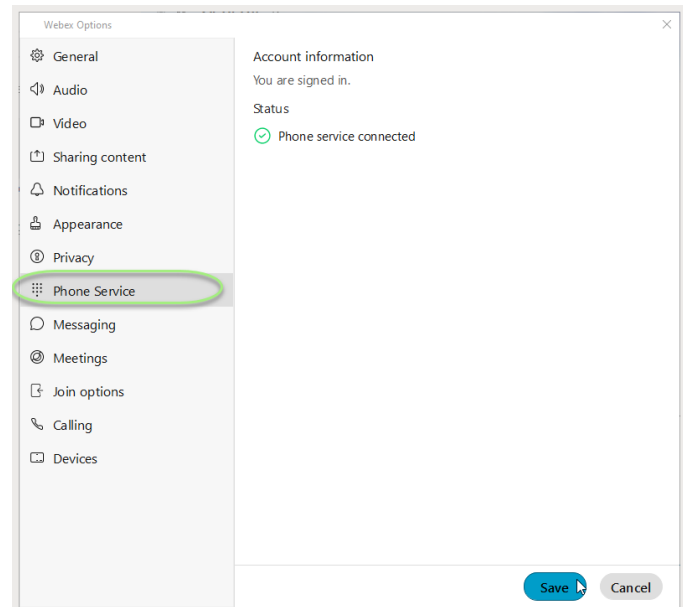 Webex Options
General
Audio
Video
Sharing content
Notifications
Appearance
Privacy
Phone Service
Messaging
Meetings
Join options
Calling
Devices
Account information
You are signed in.
Status
Phone service connected
Save
Cancel